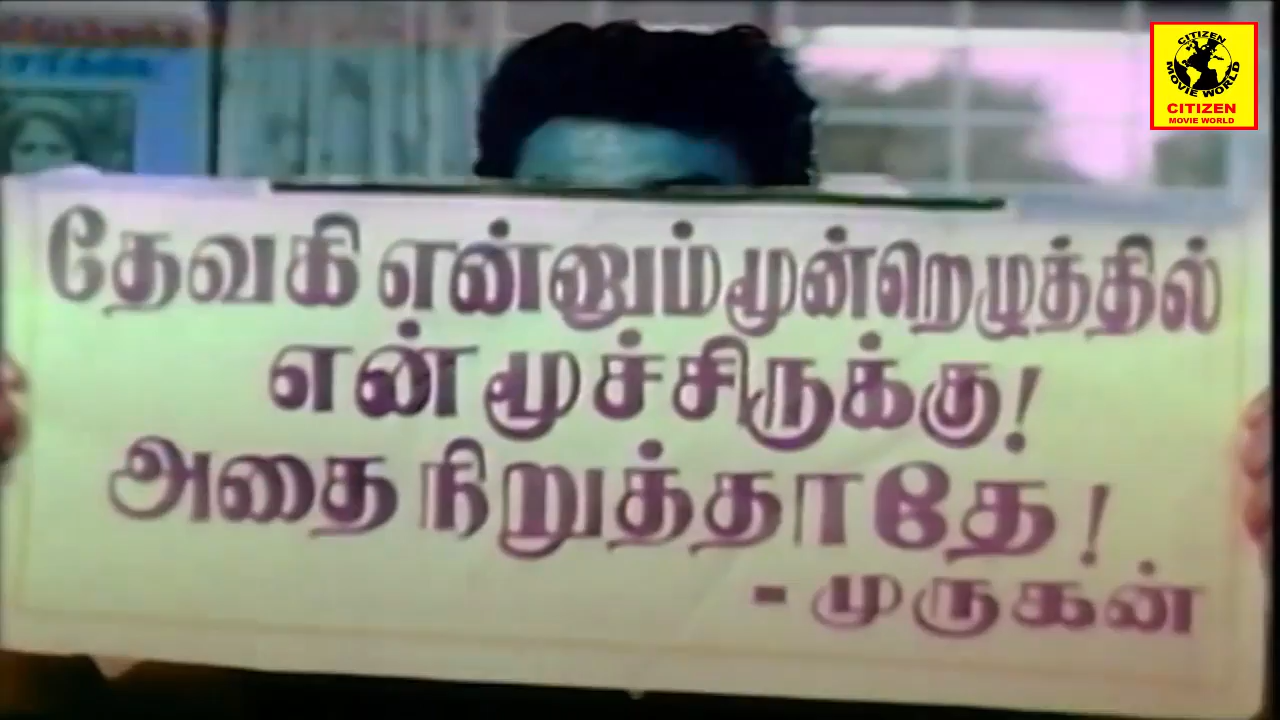 CITIZEN
MOVIE WORLD
CITIZEN
MOVIE WORLD
தேவகி என்னும் மூன்றெழுத்தில்
என் மூச்சிருக்கு!
அதை நிறுத்தாதே!
- முருகன்